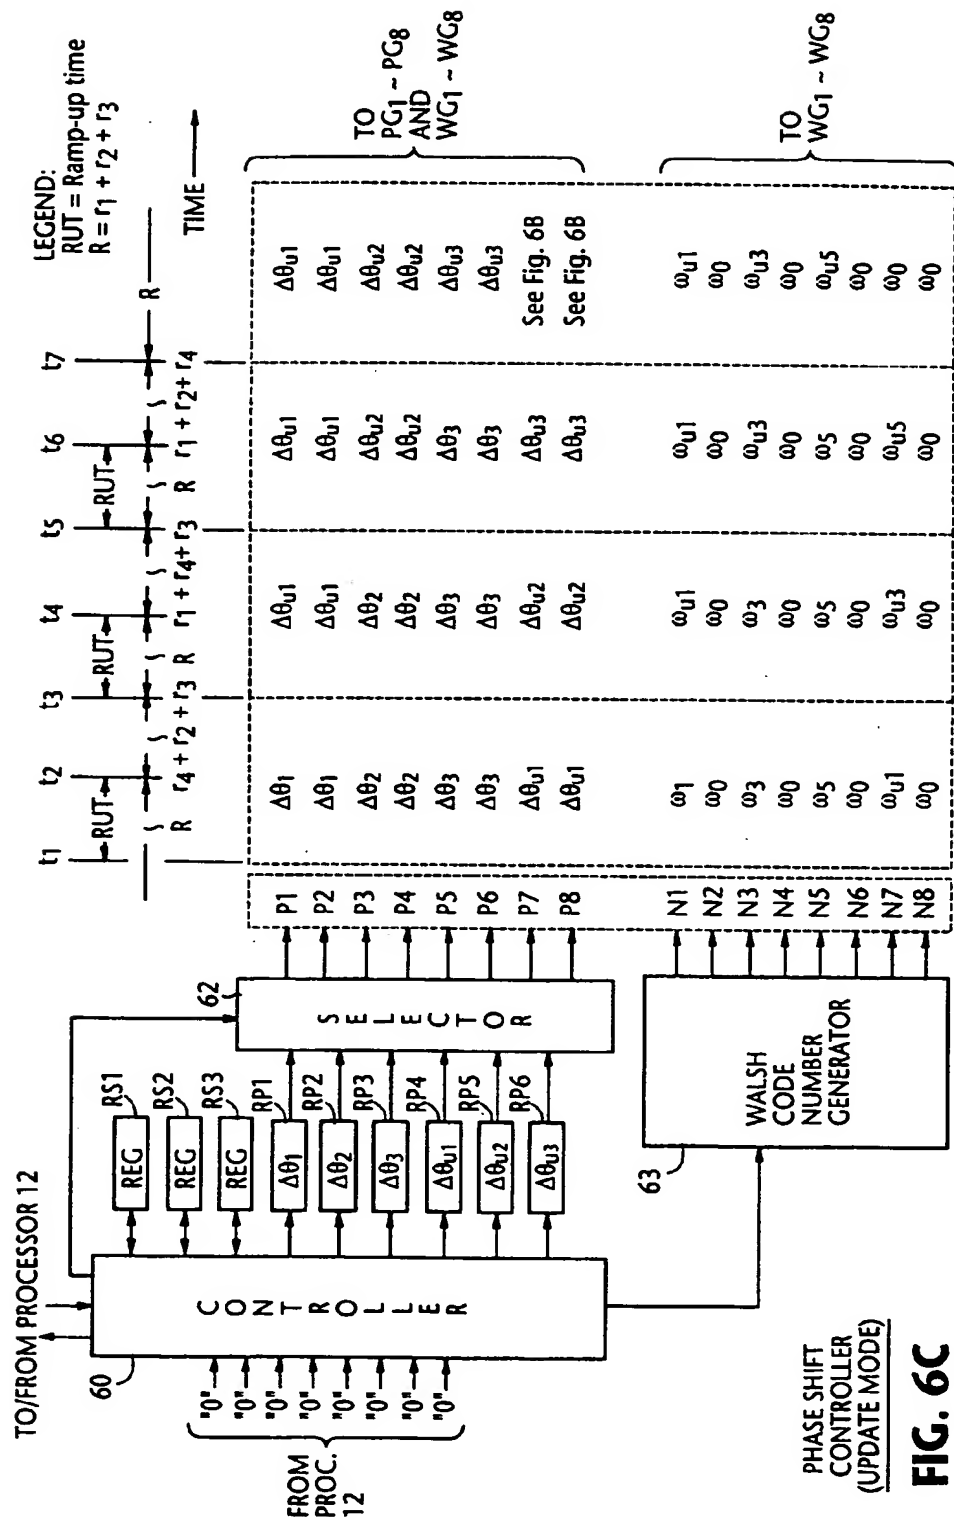 LEGEND:
RUT = Ramp-up time
R = r1 + r2 + r3
TIME
t1 t2 t3 t4 t5 t6 t7
RUT RUT RUT
R r4 + r2 + r3 R r1 + r4 + r3 R r1 + r2 + r4 R
TO/FROM PROCESSOR 12
60
CONTROLLER
"0"
"0"
"0"
"0"
"0"
"0"
"0"
"0"
FROM
PROC.
12
RS1 REG
RS2 REG
RS3 REG
RP1 Δθ1
RP2 Δθ2
RP3 Δθ3
RP4 Δθu1
RP5 Δθu2
RP6 Δθu3
62
SELECTOR
63
WALSH
CODE
NUMBER
GENERATOR
P1 Δθ1 Δθu1 Δθu1 Δθu1
P2 Δθ1 Δθu1 Δθu1 Δθu1
P3 Δθ2 Δθ2 Δθu2 Δθu2
P4 Δθ2 Δθ2 Δθu2 Δθu2
P5 Δθ3 Δθ3 Δθ3 Δθu3
P6 Δθ3 Δθ3 Δθ3 Δθu3
P7 Δθu1 Δθu2 Δθu3 See Fig. 6B
P8 Δθu1 Δθu2 Δθu3 See Fig. 6B
TO
PG1 ~ PG8
AND
WG1 ~ WG8
N1 ω1 ωu1 ωu1 ωu1
N2 ω0 ω0 ω0 ω0
N3 ω3 ω3 ωu3 ωu3
N4 ω0 ω0 ω0 ω0
N5 ω5 ω5 ω5 ωu5
N6 ω0 ω0 ω0 ω0
N7 ωu1 ωu3 ωu5 ω0
N8 ω0 ω0 ω0 ω0
TO
WG1 ~ WG8
PHASE SHIFT
CONTROLLER
(UPDATE MODE)
FIG. 6C